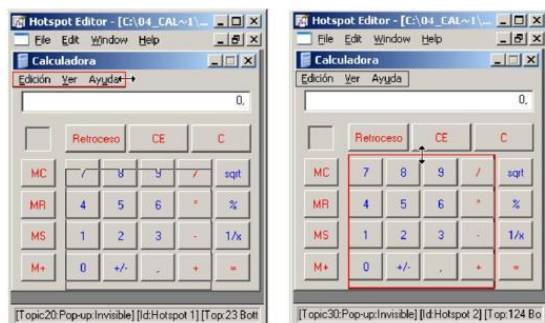 Hotspot Editor - [C:\04_CAL~1\...
File Edit Window Help
Calculadora
Edición Ver Ayuda
0,
Retroceso CE C
MC 7 8 9 / sqrt
MR 4 5 6 * %
MS 1 2 3 - 1/x
M+ 0 +/- , + =
[Topic20:Pop-up:Invisible] [Id:Hotspot 1] [Top:23 Bott
Hotspot Editor - [C:\04_CAL~1\...
File Edit Window Help
Calculadora
Edición Ver Ayuda
0,
Retroceso CE C
MC 7 8 9 / sqrt
MR 4 5 6 * %
MS 1 2 3 - 1/x
M+ 0 +/- , + =
[Topic30:Pop-up:Invisible] [Id:Hotspot 2] [Top:124 Bo